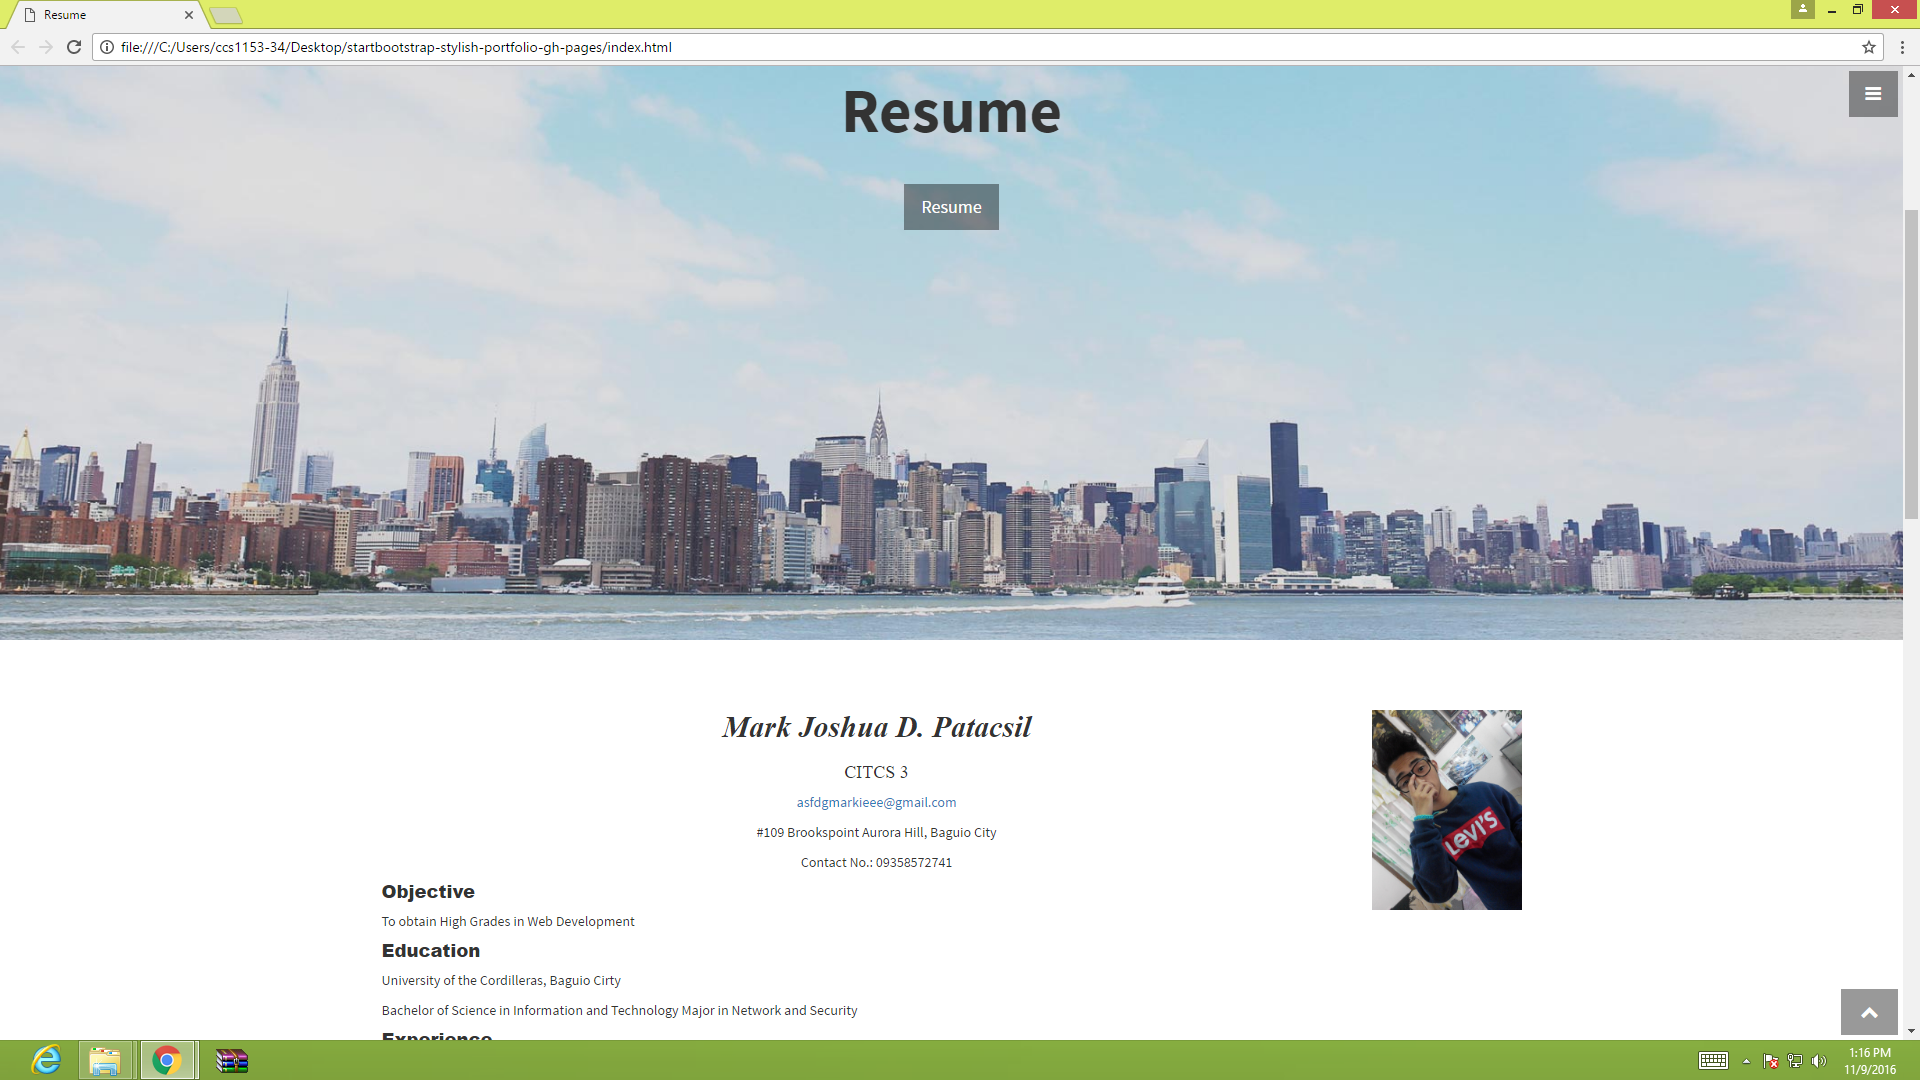 Resume
file:///C:/Users/ccs1153-34/Desktop/startbootstrap-stylish-portfolio-gh-pages/index.html
Resume
Resume
Mark Joshua D. Patacsil
CITCS 3
asfdgmarkieee@gmail.com
#109 Brookspoint Aurora Hill, Baguio City
Contact No.: 09358572741
LEVI'S
Objective
To obtain High Grades in Web Development
Education
University of the Cordilleras, Baguio Cirty
Bachelor of Science in Information and Technology Major in Network and Security
Experience
1:16 PM
11/9/2016